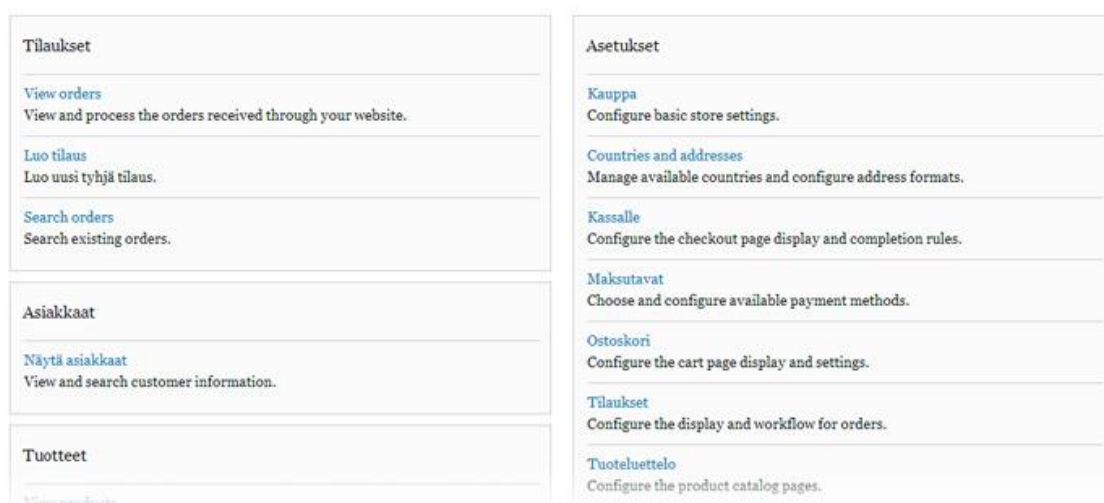 Tilaukset
View orders
View and process the orders received through your website.
Luo tilaus
Luo uusi tyhjä tilaus.
Search orders
Search existing orders.
Asiakkaat
Näytä asiakkaat
View and search customer information.
Tuotteet
View products
Asetukset
Kauppa
Configure basic store settings.
Countries and addresses
Manage available countries and configure address formats.
Kassalle
Configure the checkout page display and completion rules.
Maksutavat
Choose and configure available payment methods.
Ostoskori
Configure the cart page display and settings.
Tilaukset
Configure the display and workflow for orders.
Tuoteluettelo
Configure the product catalog pages.